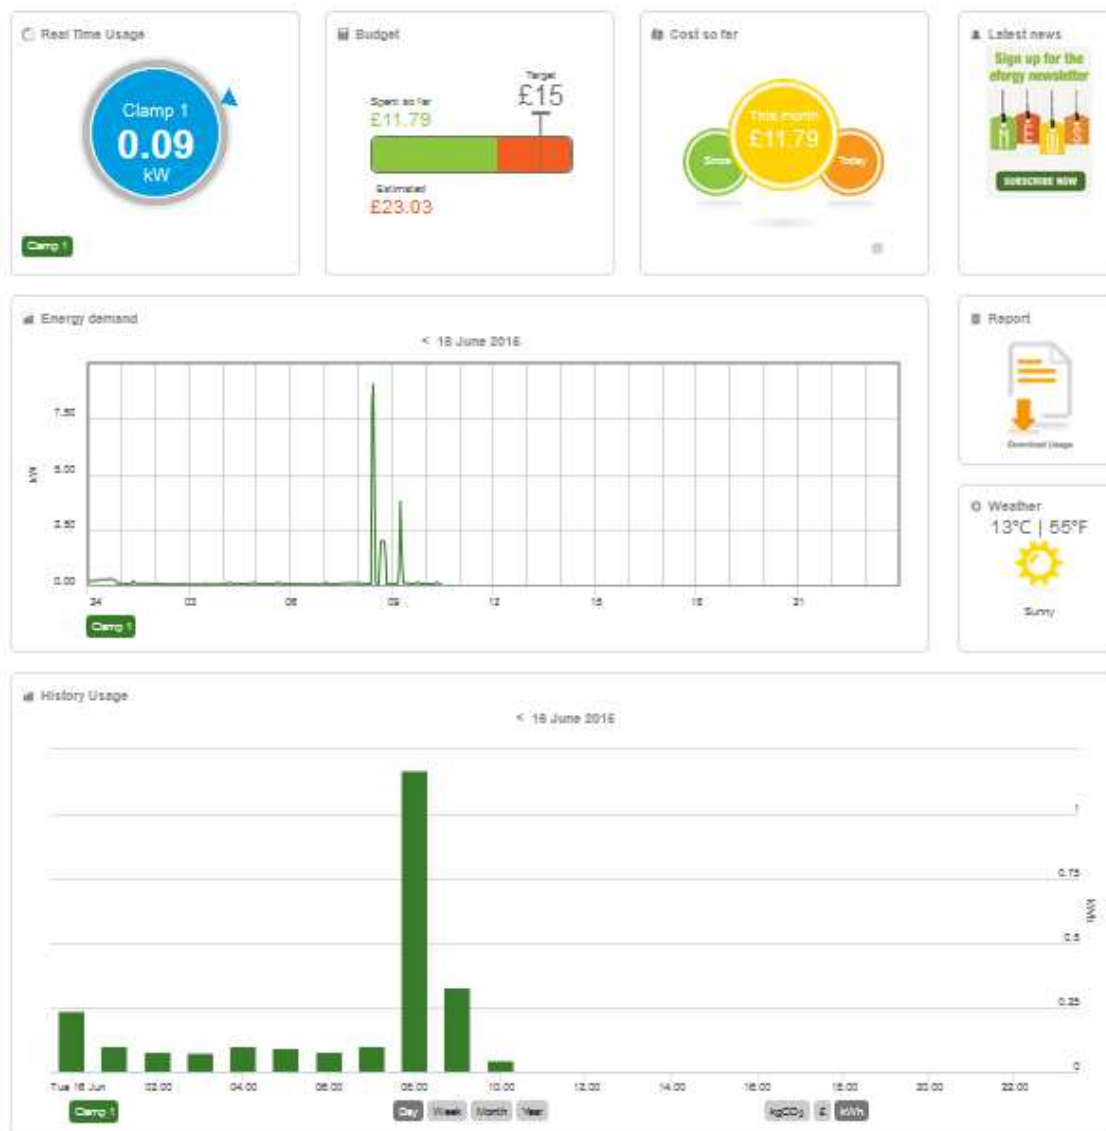 Real Time Usage
Clamp 1
0.09
kW
Clamp 1
Budget
Target
£15
Spent so far
£11.79
Estimated
£23.03
Cost so far
This month
£11.79
Since
Today
Latest news
Sign up for the
efergy newsletter
NEWS
SUBSCRIBE NOW
Energy demand
< 16 June 2015
7.50
5.00
2.50
0.00
kW
24 03 06 09 12 15 18 21
Clamp 1
Report
Download Usage
Weather
13°C | 55°F
Sunny
History Usage
< 16 June 2015
1
0.75
0.5
0.25
0
kWh
Tue 16 Jun 02:00 04:00 06:00 08:00 10:00 12:00 14:00 16:00 18:00 20:00 22:00
Clamp 1
Day Week Month Year
kgCO₂ £ kWh